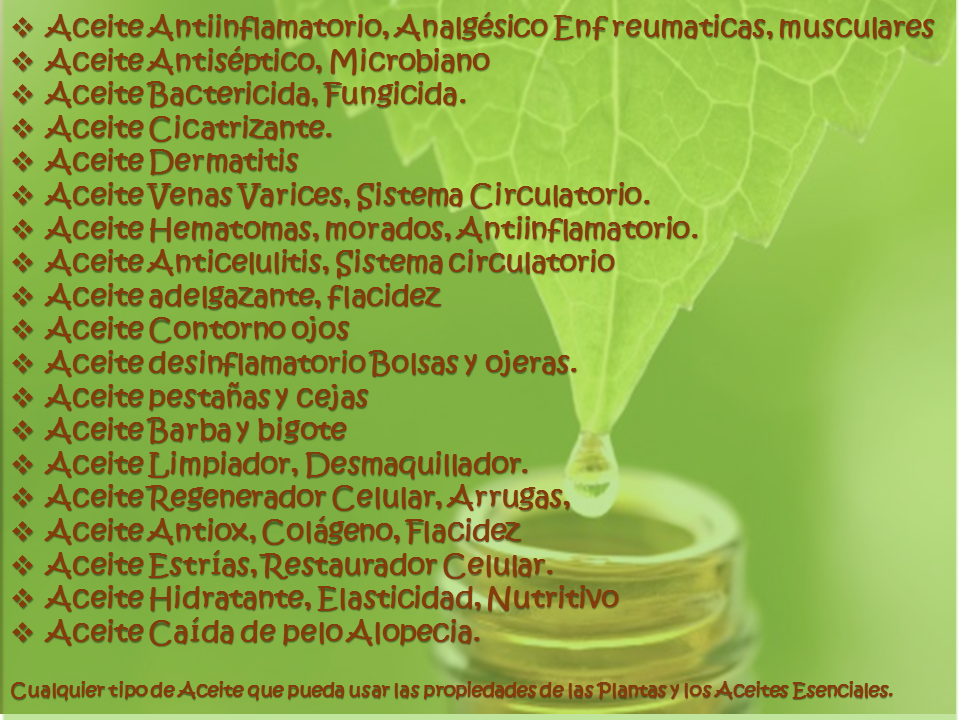 ❖ Aceite Antiinflamatorio, Analgésico Enf reumaticas, musculares
❖ Aceite Antiséptico, Microbiano
❖ Aceite Bactericida, Fungicida.
❖ Aceite Cicatrizante.
❖ Aceite Dermatitis
❖ Aceite Venas Varices, Sistema Circulatorio.
❖ Aceite Hematomas, morados, Antiinflamatorio.
❖ Aceite Anticelulitis, Sistema circulatorio
❖ Aceite adelgazante, flacidez
❖ Aceite Contorno ojos
❖ Aceite desinflamatorio Bolsas y ojeras.
❖ Aceite pestañas y cejas
❖ Aceite Barba y bigote
❖ Aceite Limpiador, Desmaquillador.
❖ Aceite Regenerador Celular, Arrugas,
❖ Aceite Antiox, Colágeno, Flacidez
❖ Aceite Estrías, Restaurador Celular.
❖ Aceite Hidratante, Elasticidad, Nutritivo
❖ Aceite Caída de pelo Alopecia.
Cualquier tipo de Aceite que pueda usar las propiedades de las Plantas y los Aceites Esenciales.